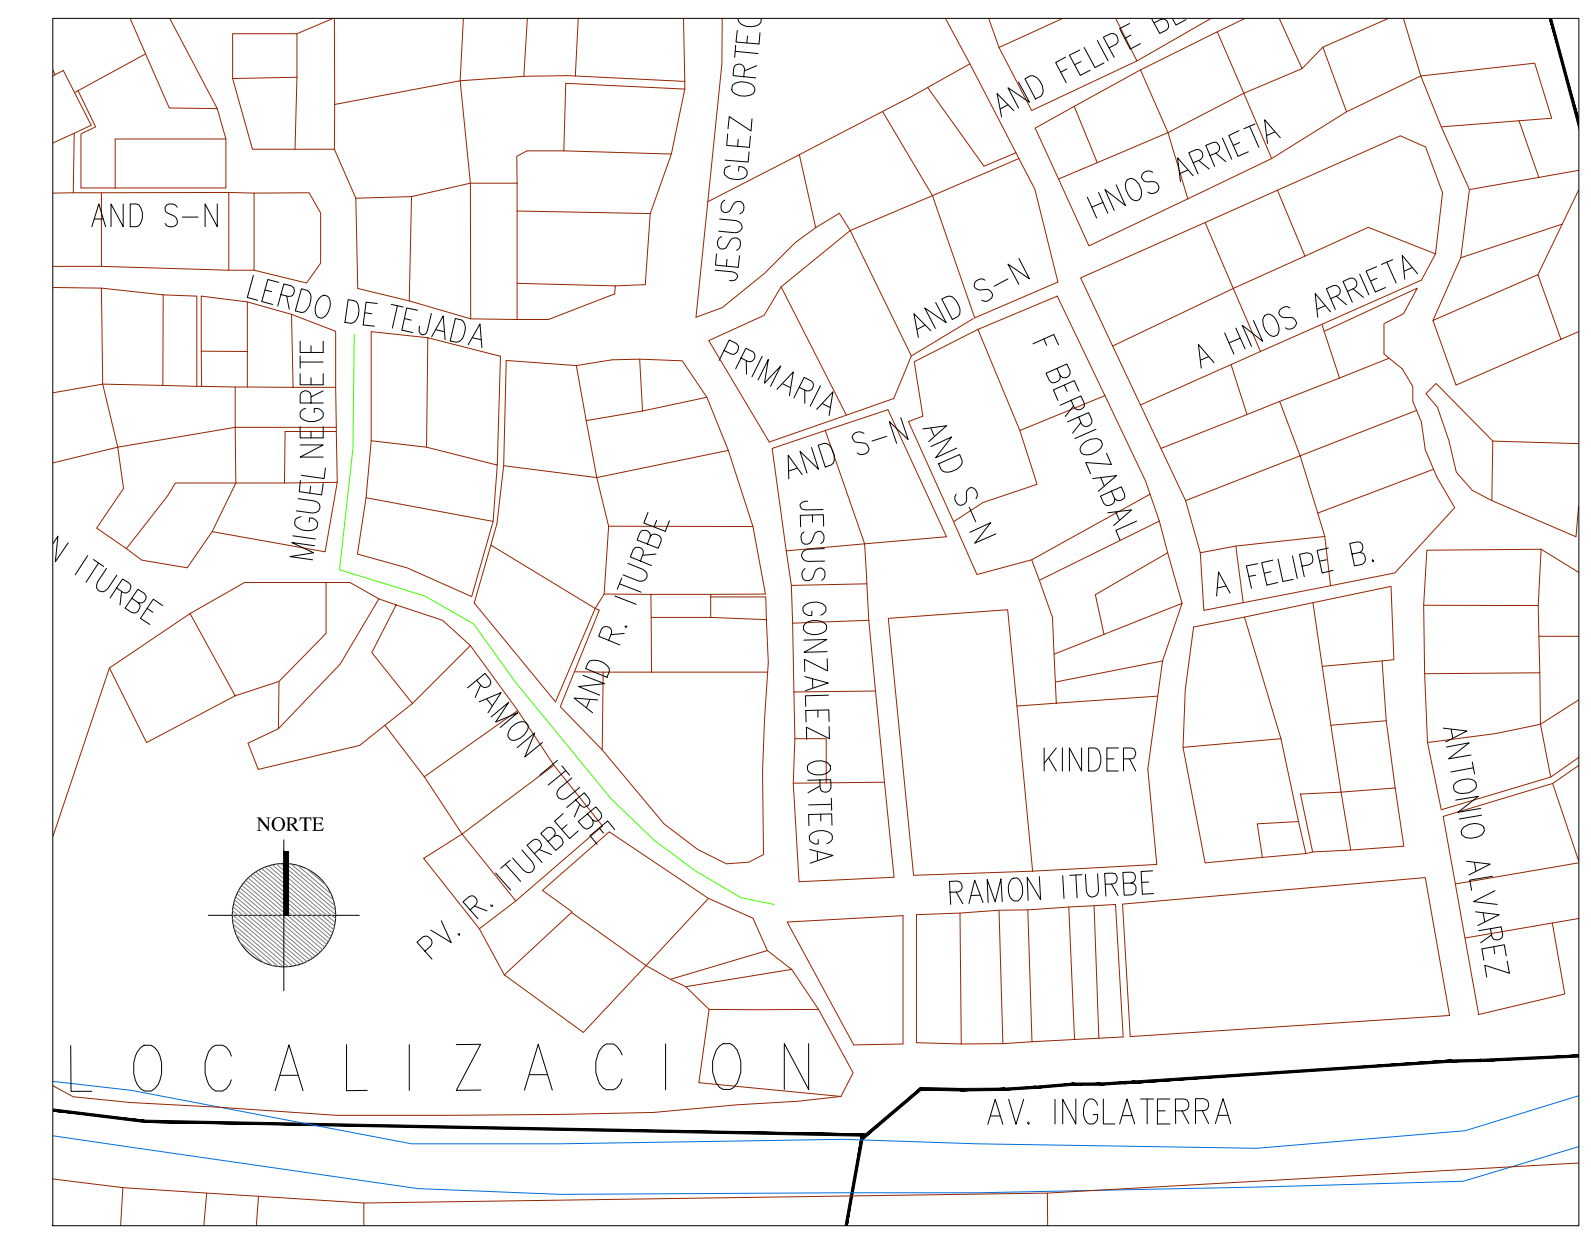 JESUS GLEZ ORTEG
AND FELIPE BE
HNOS ARRIETA
AND S-N
LERDO DE TEJADA
AND S-N
A HNOS ARRIETA
PRIMARIA
F BERRIOZABAL
MIGUEL NEGRETE
AND S-N
AND S-N
N ITURBE
AND R. ITURBE
JESUS GONZALEZ ORTEGA
A FELIPE B.
RAMON ITURBE
KINDER
ANTONIO ALVAREZ
NORTE
PV. R. ITURBE
RAMON ITURBE
LOCALIZACION
AV. INGLATERRA